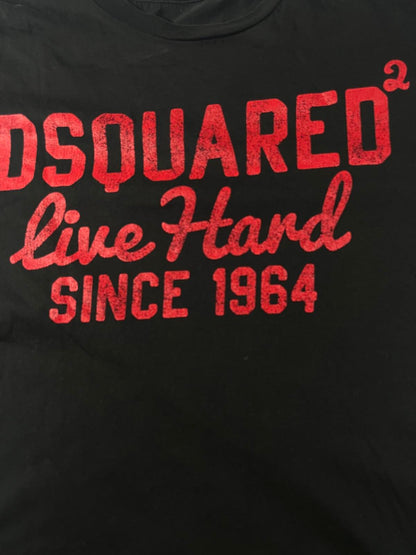 DSQUARED²
Live Hard
SINCE 1964